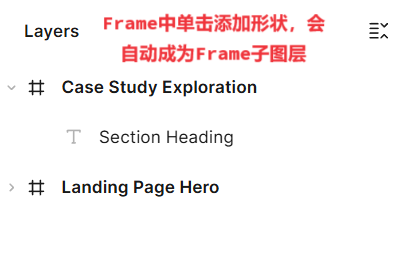 Layers
Frame中单击添加形状，会
自动成为Frame子图层
Case Study Exploration
Section Heading
Landing Page Hero